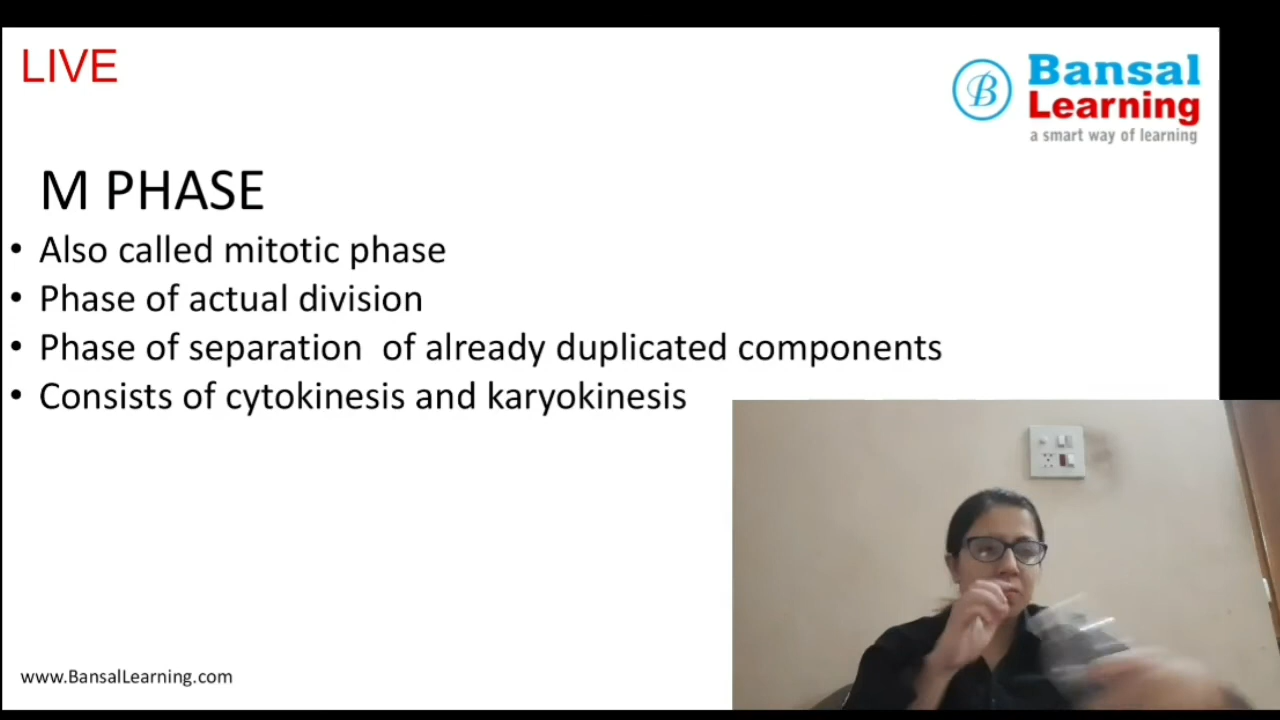 LIVE
Bansal
Learning
a smart way of learning
M PHASE
• Also called mitotic phase
• Phase of actual division
• Phase of separation  of already duplicated components
• Consists of cytokinesis and karyokinesis
www.BansalLearning.com